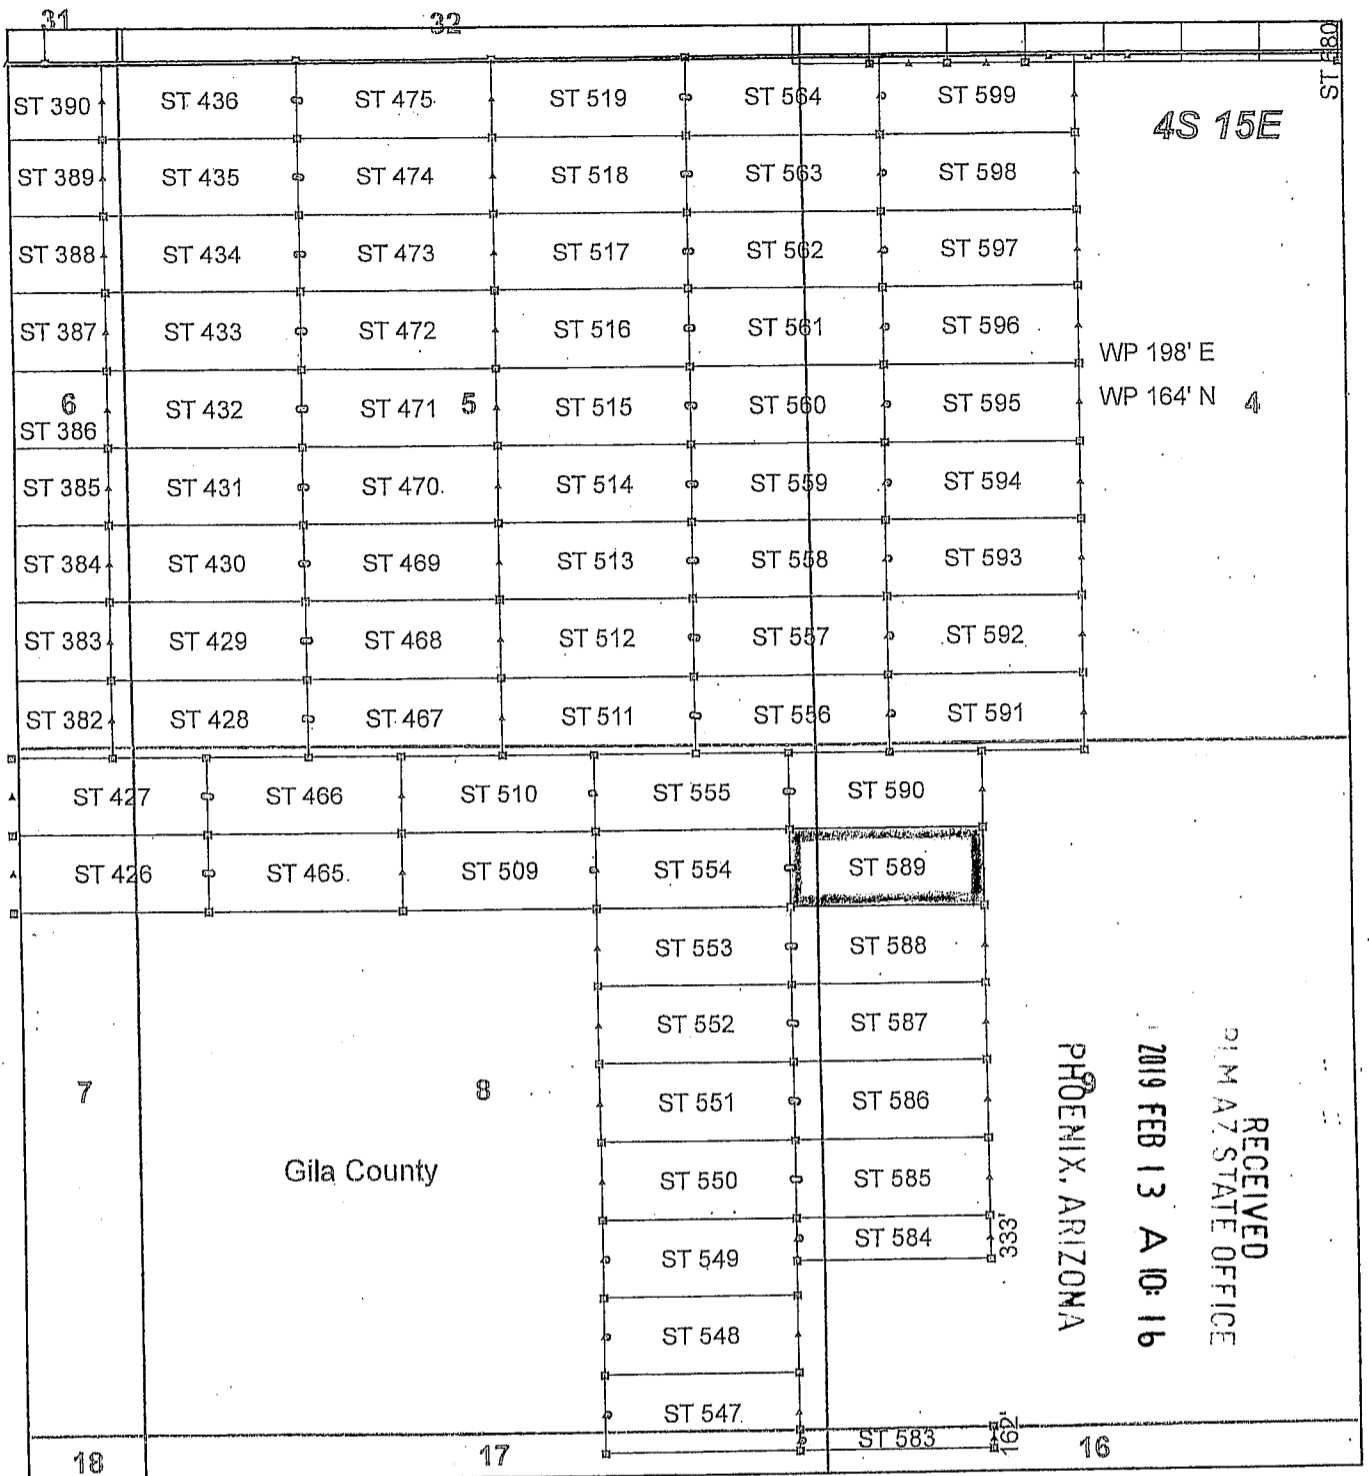 31 32
ST 680
ST 390 ST 436 ST 475 ST 519 ST 564 ST 599
4S 15E
ST 389 ST 435 ST 474 ST 518 ST 563 ST 598
ST 388 ST 434 ST 473 ST 517 ST 562 ST 597
ST 387 ST 433 ST 472 ST 516 ST 561 ST 596
WP 198' E
6 ST 432 ST 471 5 ST 515 ST 560 ST 595 WP 164' N 4
ST 386
ST 385 ST 431 ST 470 ST 514 ST 559 ST 594
ST 384 ST 430 ST 469 ST 513 ST 558 ST 593
ST 383 ST 429 ST 468 ST 512 ST 557 ST 592
ST 382 ST 428 ST 467 ST 511 ST 556 ST 591
ST 427 ST 466 ST 510 ST 555 ST 590
ST 426 ST 465 ST 509 ST 554 ST 589
ST 553 ST 588
ST 552 ST 587
7 8 ST 551 ST 586 9
Gila County ST 550 ST 585
ST 584 333'
ST 549
ST 548
ST 547
ST 583 162'
18 17 16
RECEIVED
BLM AZ STATE OFFICE
2019 FEB 13 A 10: 16
PHOENIX, ARIZONA